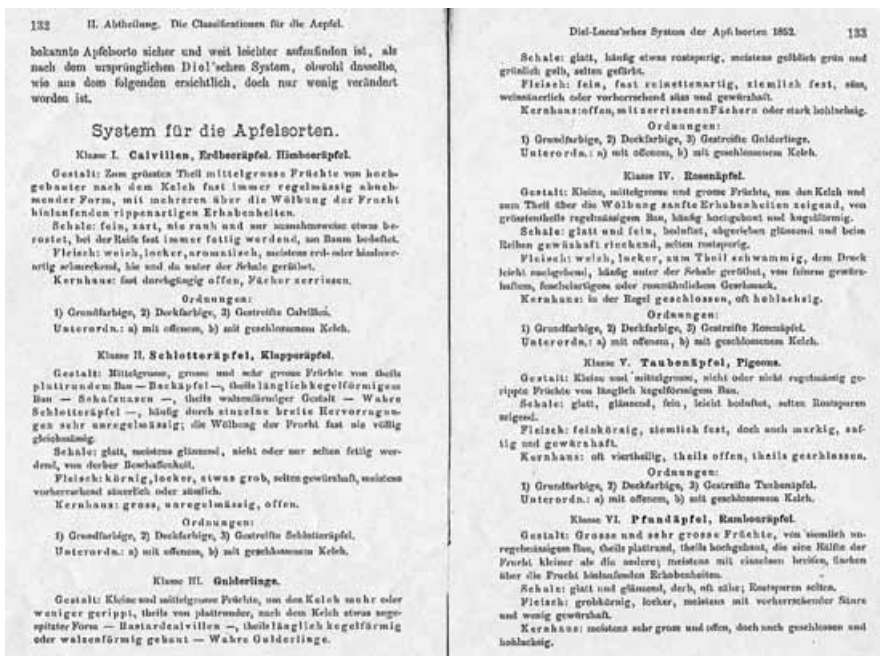 132 II. Abtheilung. Die Classificationen für die Aepfel.
bekannte Apfelsorte sicher und weit leichter aufzufinden ist, als
nach dem ursprünglichen Diel'schen System, obwohl dasselbe,
wie aus dem folgenden ersichtlich, doch nur wenig verändert
worden ist.
System für die Apfelsorten.
Klasse I. Calvillen, Erdbeeräpfel. Himbeeräpfel.
Gestalt: Zum grössten Theil mittelgrosse Früchte von hoch-
gebauter nach dem Kelch fast immer regelmässig abneh-
mender Form, mit mehreren über die Wölbung der Frucht
hinlaufenden rippenartigen Erhabenheiten.
Schale: fein, zart, nie rauh und nur ausnahmsweise etwas be-
rostet, bei der Reife fast immer fettig werdend, am Baum beduftet.
Fleisch: weich, locker, aromatisch, meistens erd- oder himbeer-
artig schmeckend, hie und da unter der Schale geröthet.
Kernhaus: fast durchgängig offen, Fächer zerrissen.
Ordnungen:
1) Grundfarbige, 2) Deckfarbige, 3) Gestreifte Calvillen.
Unterordn.: a) mit offenem, b) mit geschlossenem Kelch.
Klasse II. Schlotteräpfel, Klapperäpfel.
Gestalt: Mittelgrosse, grosse und sehr grosse Früchte von theils
plattrundem Bau — Backäpfel —, theils länglich kegelförmigem
Bau — Schafsnasen —, theils walzenförmiger Gestalt — Wahre
Schlotteräpfel —, häufig durch einzelne breite Hervorragun-
gen sehr unregelmässig; die Wölbung der Frucht fast nie völlig
gleichmässig.
Schale: glatt, meistens glänzend, nicht oder nur selten fettig wer-
dend, von derber Beschaffenheit.
Fleisch: körnig, locker, etwas grob, selten gewürzhaft, meistens
vorherrschend säuerlich oder süsslich.
Kernhaus: gross, unregelmässig, offen.
Ordnungen:
1) Grundfarbige, 2) Deckfarbige, 3) Gestreifte Schlotteräpfel.
Unterordn.: a) mit offenem, b) mit geschlossenem Kelch.
Klasse III. Gulderlinge.
Gestalt: Kleine und mittelgrosse Früchte, um den Kelch mehr oder
weniger gerippt, theils von plattrunder, nach dem Kelch etwas zuge-
spitzter Form — Bastardcalvillen —, theils länglich kegelförmig
oder walzenförmig gebaut — Wahre Gulderlinge.
Diel-Lucas'sches System der Apfelsorten 1852. 133
Schale: glatt, häufig etwas rostspurig, meistens gelblich grün und
grünlich gelb, selten gefärbt.
Fleisch: fein, fast reinettenartig, ziemlich fest, süss,
weinsäuerlich oder vorherrschend süss und gewürzhaft.
Kernhaus: offen, mit zerrissenen Fächern oder stark hohlachsig.
Ordnungen:
1) Grundfarbige, 2) Deckfarbige, 3) Gestreifte Gulderlinge.
Unterordn.: a) mit offenem, b) mit geschlossenem Kelch.
Klasse IV. Rosenäpfel.
Gestalt: Kleine, mittelgrosse und grosse Früchte, um den Kelch und
zum Theil über die Wölbung sanfte Erhabenheiten zeigend, von
grösstentheils regelmässigem Bau, häufig hochgebaut und kugelförmig.
Schale: glatt und fein, beduftet, abgerieben glänzend und beim
Reiben gewürzhaft riechend, selten rostspurig.
Fleisch: weich, locker, zum Theil schwammig, dem Druck
leicht nachgebend, häufig unter der Schale geröthet, von feinem gewürz-
haftem, fenchelartigem oder rosenähnlichem Geschmack.
Kernhaus: in der Regel geschlossen, oft hohlachsig.
Ordnungen:
1) Grundfarbige, 2) Deckfarbige, 3) Gestreifte Rosenäpfel.
Unterordn.: a) mit offenem, b) mit geschlossenem Kelch.
Klasse V. Taubenäpfel, Pigeons.
Gestalt: Kleine und mittelgrosse, nicht oder nicht regelmässig ge-
rippte Früchte von länglich kegelförmigem Bau.
Schale: glatt, glänzend, fein, leicht beduftet, selten Rostspuren
zeigend.
Fleisch: feinkörnig, ziemlich fest, doch auch markig, saf-
tig und gewürzhaft.
Kernhaus: oft viertheilig, theils offen, theils geschlossen.
Ordnungen:
1) Grundfarbige, 2) Deckfarbige, 3) Gestreifte Taubenäpfel.
Unterordn.: a) mit offenem, b) mit geschlossenem Kelch.
Klasse VI. Pfundäpfel, Ramboueräpfel.
Gestalt: Grosse und sehr grosse Früchte, von ziemlich un-
regelmässigem Bau, theils plattrund, theils hochgebaut, die eine Hälfte der
Frucht kleiner als die andere; meistens mit einzelnen breiten, flachen
über die Frucht hinlaufenden Erhabenheiten.
Schale: glatt und glänzend, derb, oft zähe; Rostspuren selten.
Fleisch: grobkörnig, locker, meistens mit vorherrschender Säure
und wenig gewürzhaft.
Kernhaus: meistens sehr gross und offen, doch auch geschlossen und
hohlachsig.